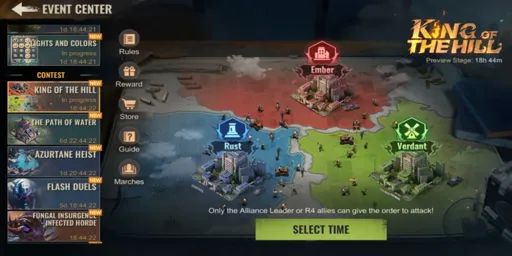 EVENT CENTER
1d 18:44:21
NEW
LIGHTS AND COLORS
In progress
1d 18:44:21
CONTEST
NEW
KING OF THE HILL
In progress
18:44:22
NEW
THE PATH OF WATER
6d 22:44:22
NEW
AZURTANE HEIST
1d 20:44:22
NEW
FLASH DUELS
5d 18:44:22
NEW
FUNGAL INSURGENCE
INFECTED HORDE
18:44:22
Rules
Reward
Store
Guide
Marches
KING OF
THE HILL
Preview Stage: 18h 44m
Ember
Rust
Verdant
Only the Alliance Leader or R4 allies can give the order to attack!
SELECT TIME